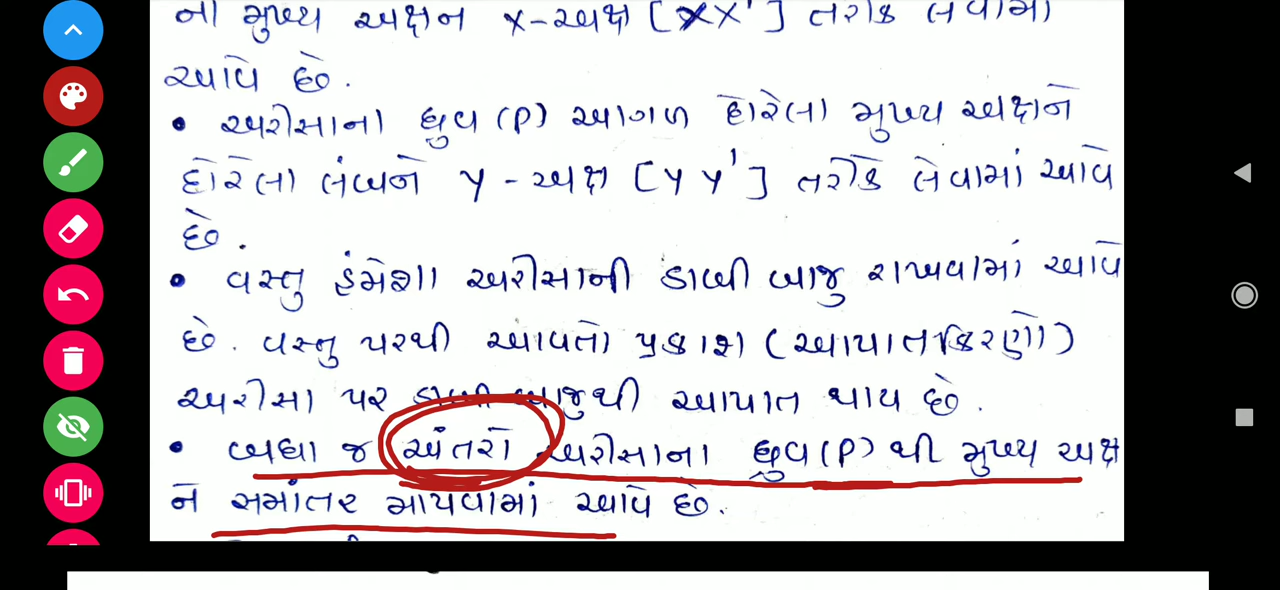 ના મુખ્ય અક્ષન x-અક્ષ [XX'] તરીકે લેવામાં
આવે છે.
• અરીસાના ધ્રુવ (P) આગળ દોરેલા મુખ્ય અક્ષને
દોરેલા લંબને y - અક્ષ [y y'] તરીકે લેવામાં આવે
છે.
• વસ્તુ હંમેશા અરીસાની ડાબી બાજુ રાખવામાં આવે
છે. વસ્તુ પરથી આવતો પ્રકાશ (આપાતકિરણો)
અરીસા પર ડાબી બાજુથી આપાત થાય છે.
• બધા જ અંતરો અરીસાના ધ્રુવ (P) થી મુખ્ય અક્ષ
ને સમાંતર માપવામાં આવે છે.